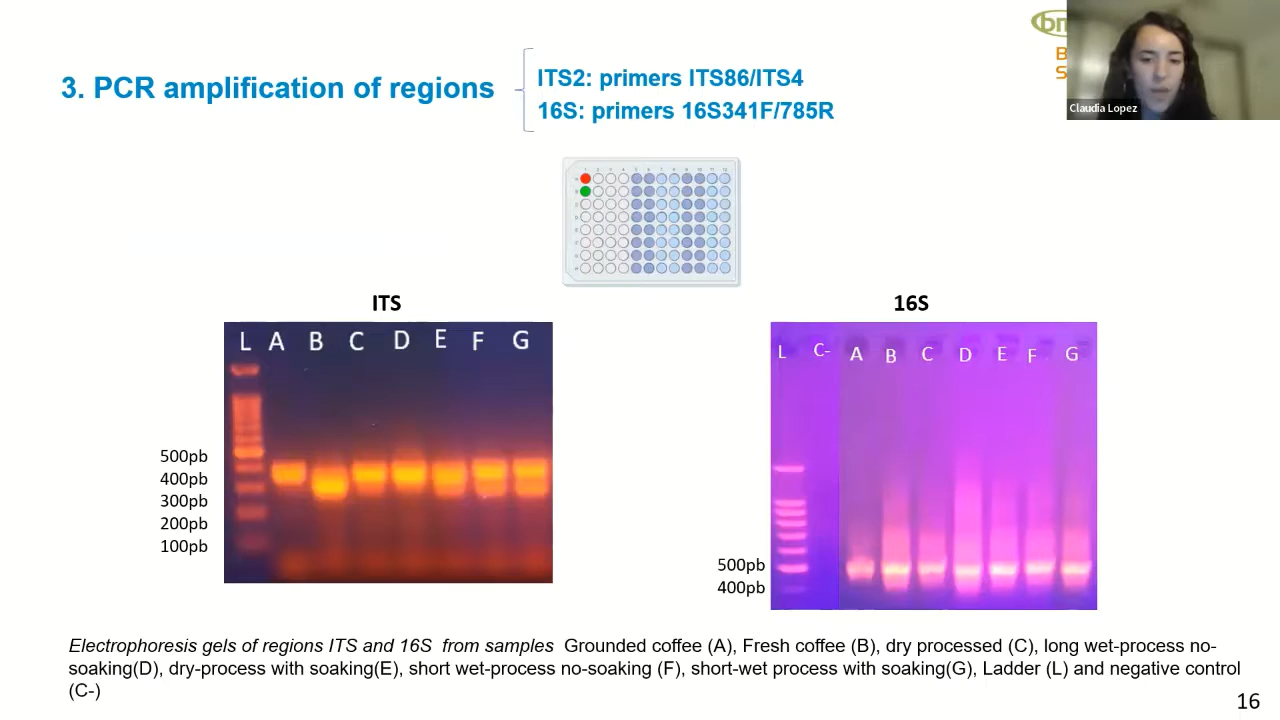 3. PCR amplification of regions
ITS2: primers ITS86/ITS4
16S: primers 16S341F/785R
Claudia Lopez
ITS
L A B C D E F G
500pb
400pb
300pb
200pb
100pb
16S
L C- A B C D E F G
500pb
400pb
Electrophoresis gels of regions ITS and 16S from samples Grounded coffee (A), Fresh coffee (B), dry processed (C), long wet-process no-
soaking(D), dry-process with soaking(E), short wet-process no-soaking (F), short-wet process with soaking(G), Ladder (L) and negative control
(C-)
16